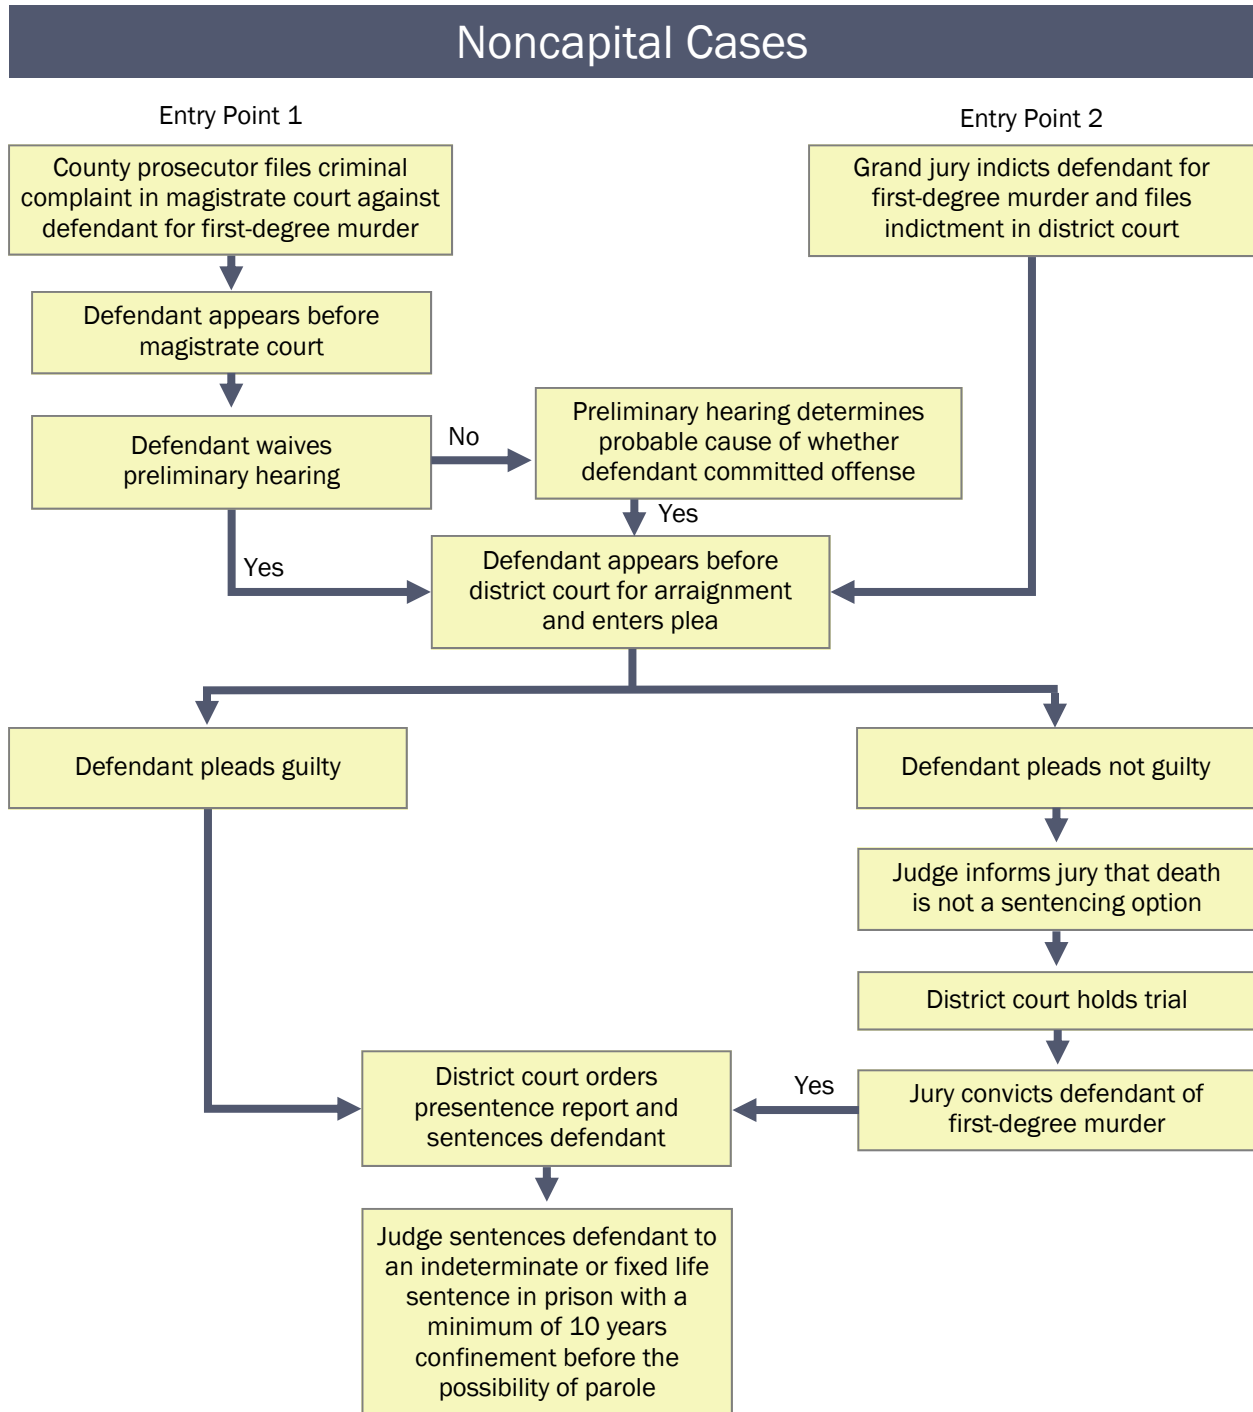 Noncapital Cases
Entry Point 1
Entry Point 2
County prosecutor files criminal
complaint in magistrate court against
defendant for first-degree murder
Grand jury indicts defendant for
first-degree murder and files
indictment in district court
Defendant appears before
magistrate court
Defendant waives
preliminary hearing
No
Preliminary hearing determines
probable cause of whether
defendant committed offense
Yes
Yes
Defendant appears before
district court for arraignment
and enters plea
Defendant pleads guilty
Defendant pleads not guilty
Judge informs jury that death
is not a sentencing option
District court holds trial
Jury convicts defendant of
first-degree murder
Yes
District court orders
presentence report and
sentences defendant
Judge sentences defendant to
an indeterminate or fixed life
sentence in prison with a
minimum of 10 years
confinement before the
possibility of parole